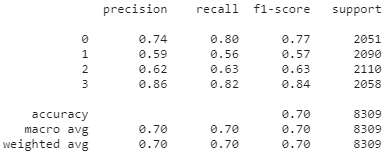 precision recall f1-score support
0 0.74 0.80 0.77 2051
1 0.59 0.56 0.57 2090
2 0.62 0.63 0.63 2110
3 0.86 0.82 0.84 2058
accuracy 0.70 8309
macro avg 0.70 0.70 0.70 8309
weighted avg 0.70 0.70 0.70 8309